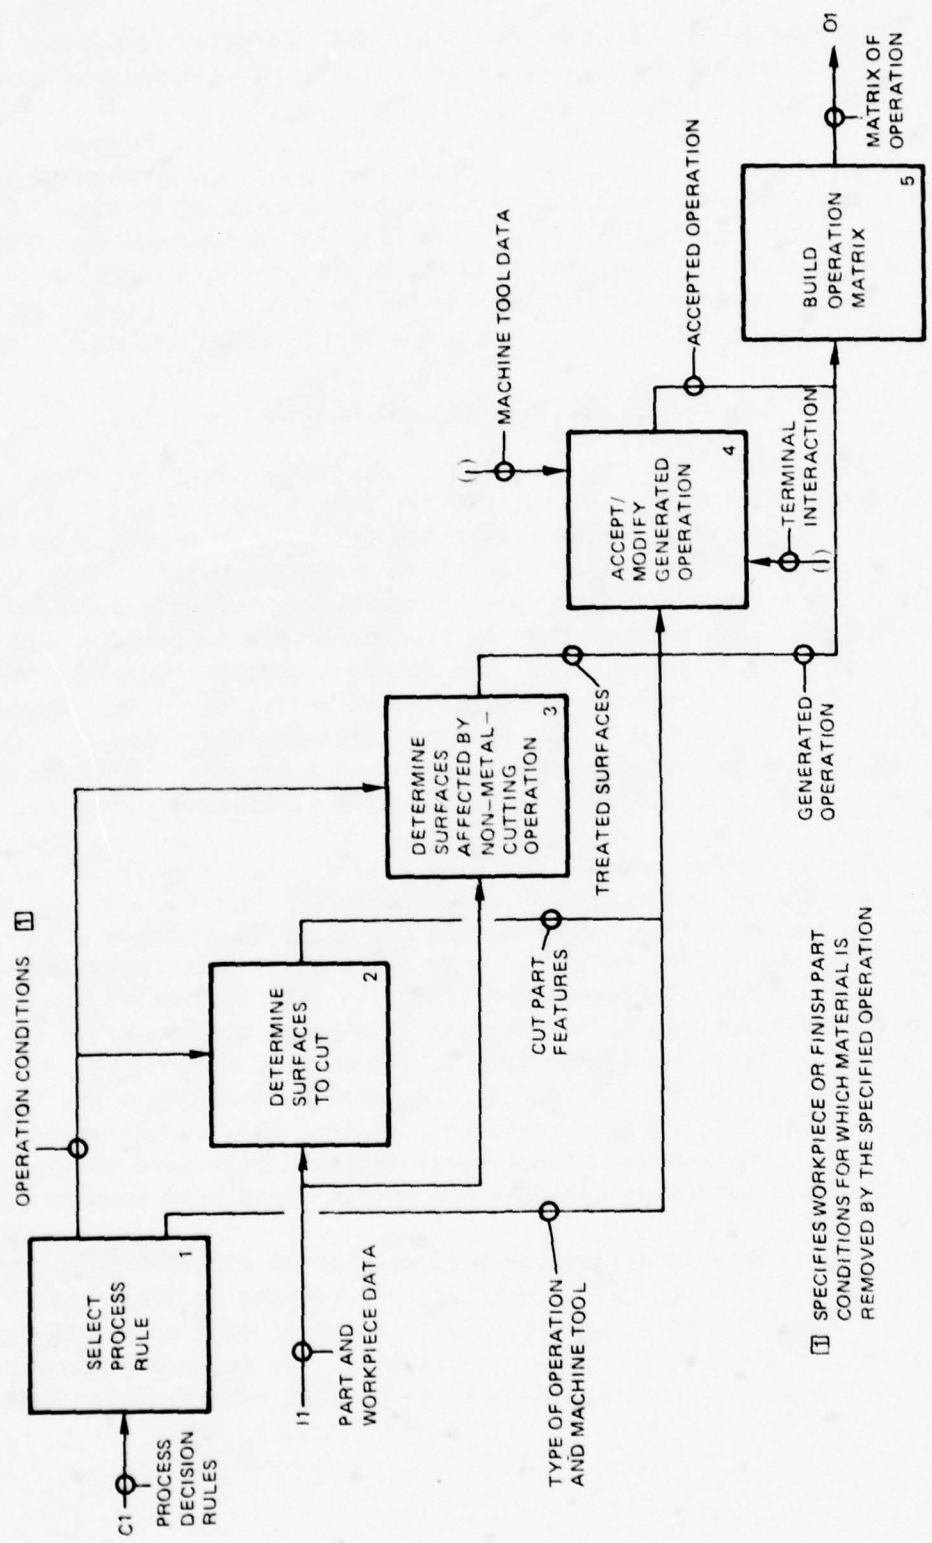 C1
PROCESS
DECISION
RULES
SELECT
PROCESS
RULE
1
OPERATION CONDITIONS 1
I1
PART AND
WORKPIECE DATA
DETERMINE
SURFACES
TO CUT
2
TYPE OF OPERATION
AND MACHINE TOOL
CUT PART
FEATURES
DETERMINE
SURFACES
AFFECTED BY
NON-METAL-
CUTTING
OPERATION
3
TREATED SURFACES
GENERATED
OPERATION
()
MACHINE TOOL DATA
ACCEPT/
MODIFY
GENERATED
OPERATION
4
TERMINAL
INTERACTION
()
ACCEPTED OPERATION
BUILD
OPERATION
MATRIX
5
MATRIX OF
OPERATION
O1
1 SPECIFIES WORKPIECE OR FINISH PART
CONDITIONS FOR WHICH MATERIAL IS
REMOVED BY THE SPECIFIED OPERATION